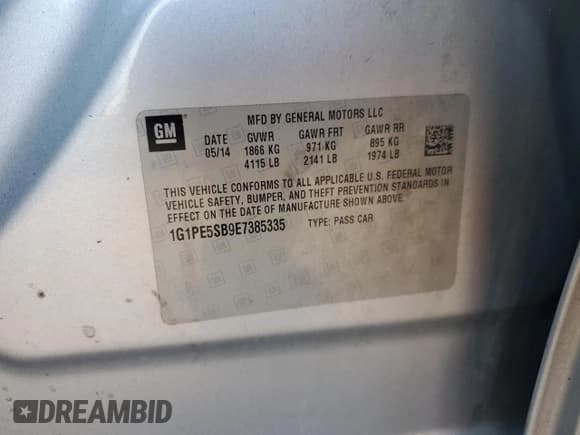 GM
MFD BY GENERAL MOTORS LLC
DATE GVWR GAWR FRT GAWR RR
05/14 1866 KG 971 KG 895 KG
4115 LB 2141 LB 1974 LB
THIS VEHICLE CONFORMS TO ALL APPLICABLE U.S. FEDERAL MOTOR
VEHICLE SAFETY, BUMPER, AND THEFT PREVENTION STANDARDS IN
EFFECT ON THE DATE OF MANUFACTURE SHOWN ABOVE.
1G1PE5SB9E7385335 TYPE: PASS CAR
DREAMBID